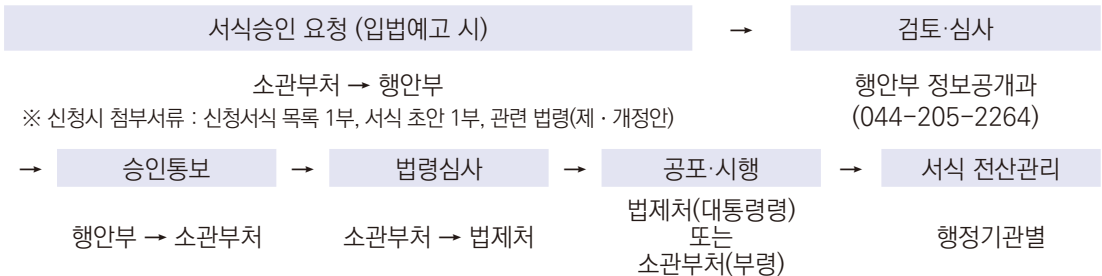 서식승인 요청 (입법예고 시) → 검토·심사
소관부처 → 행안부 행안부 정보공개과
※ 신청시 첨부서류 : 신청서식 목록 1부, 서식 초안 1부, 관련 법령(제·개정안) (044-205-2264)
→ 승인통보 → 법령심사 → 공포·시행 → 서식 전산관리
행안부 → 소관부처 소관부처 → 법제처 법제처(대통령령) 행정기관별
또는
소관부처(부령)